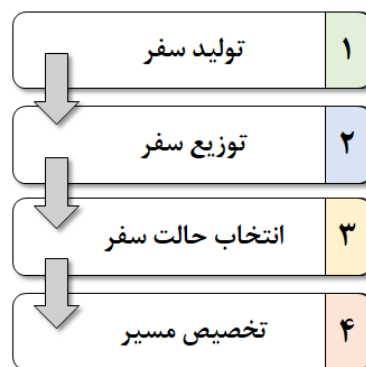 ۱ تولید سفر
۲ توزیع سفر
۳ انتخاب حالت سفر
۴ تخصیص مسیر